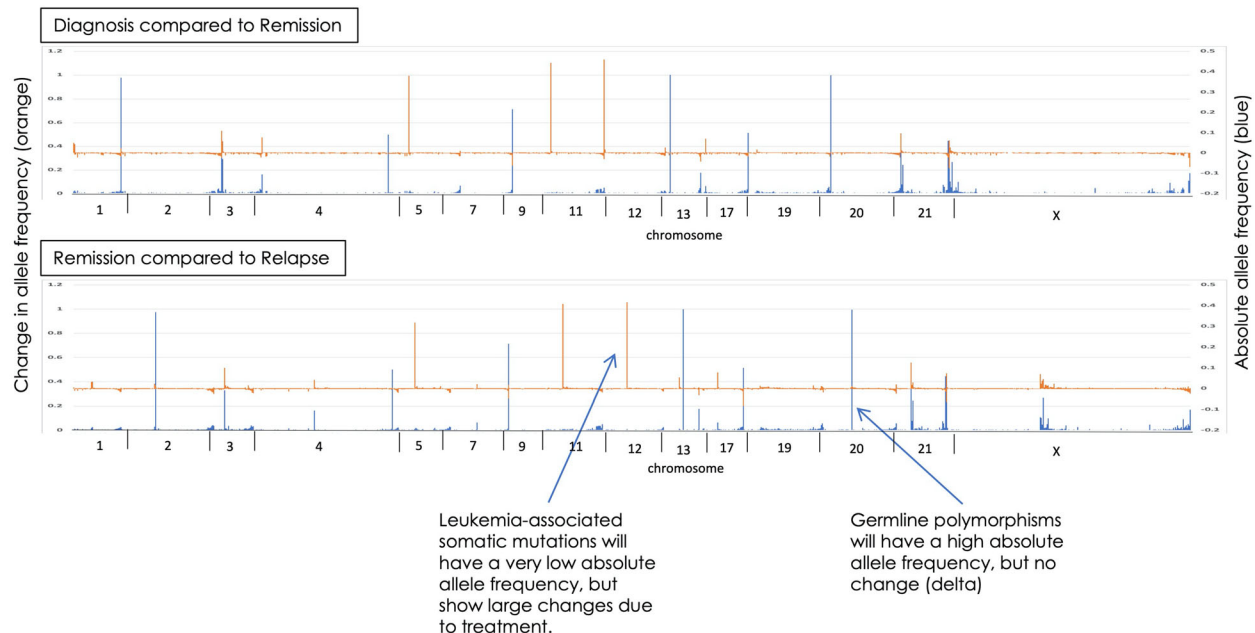 Diagnosis compared to Remission
Change in allele frequency (orange)
Absolute allele frequency (blue)
1.2
1
0.8
0.6
0.4
0.2
0
0.5
0.4
0.3
0.2
0.1
0
-0.1
-0.2
1 2 3 4 5 7 9 11 12 13 17 19 20 21 X
chromosome
Remission compared to Relapse
1.2
1
0.8
0.6
0.4
0.2
0
0.5
0.4
0.3
0.2
0.1
0
-0.1
-0.2
1 2 3 4 5 7 9 11 12 13 17 19 20 21 X
chromosome
Leukemia-associated
somatic mutations will
have a very low absolute
allele frequency, but
show large changes due
to treatment.
Germline polymorphisms
will have a high absolute
allele frequency, but no
change (delta)